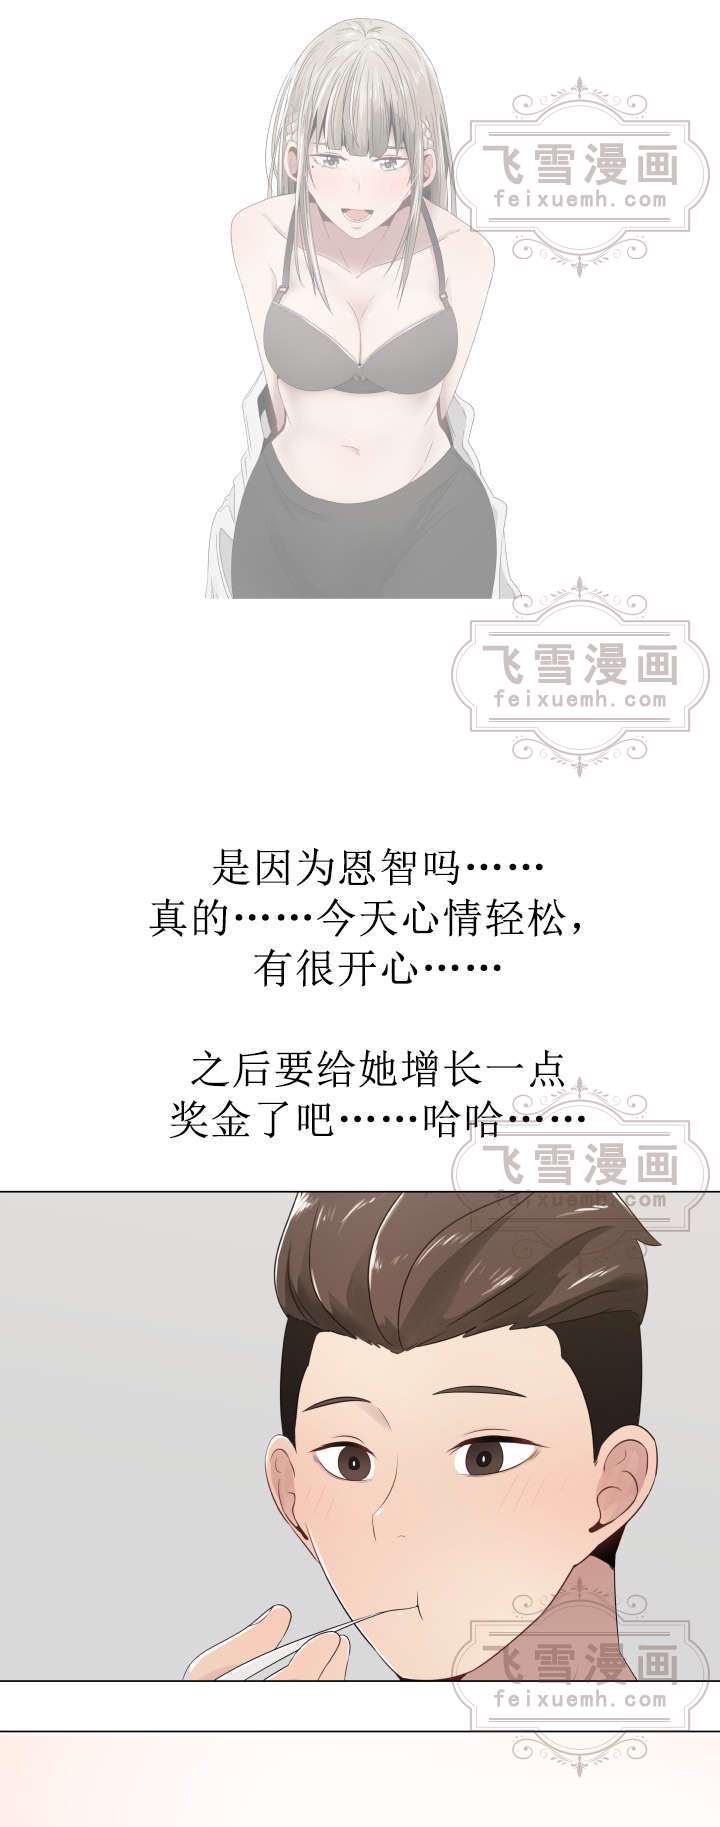 飞雪漫画
feixuemh.com
飞雪漫画
feixuemh.com
是因为恩智吗……
真的……今天心情轻松，
有很开心……
之后要给她增长一点
奖金了吧……哈哈……
飞雪漫画
feixuemh.com
飞雪漫画
feixuemh.com